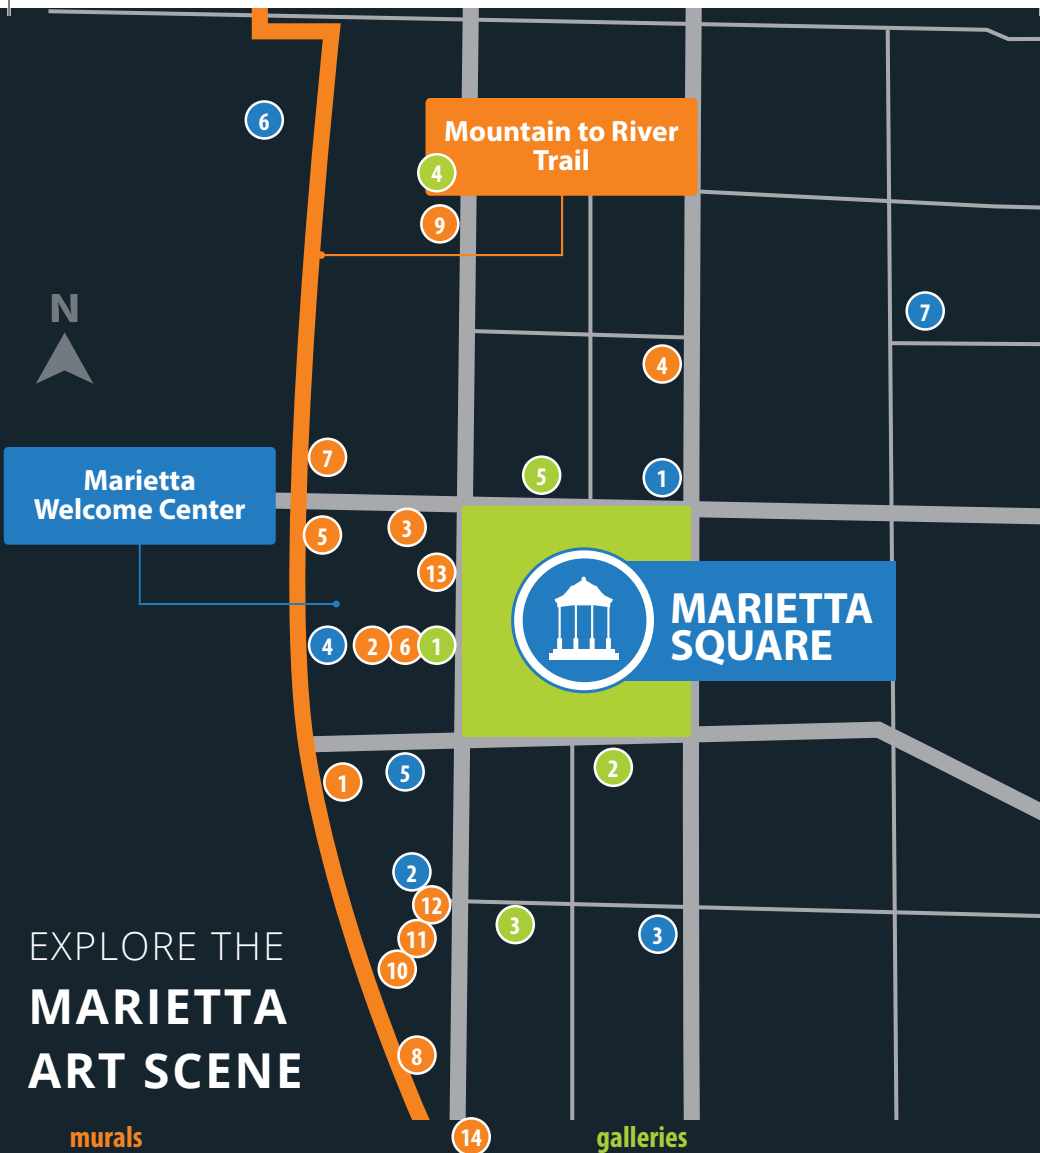 6
Mountain to River
Trail
4
9
N
7
4
7
5
1
Marietta
Welcome Center
5
3
13
MARIETTA
SQUARE
4
2
6
1
1
5
2
2
12
3
3
11
10
EXPLORE THE
MARIETTA
ART SCENE
8
murals
14
galleries